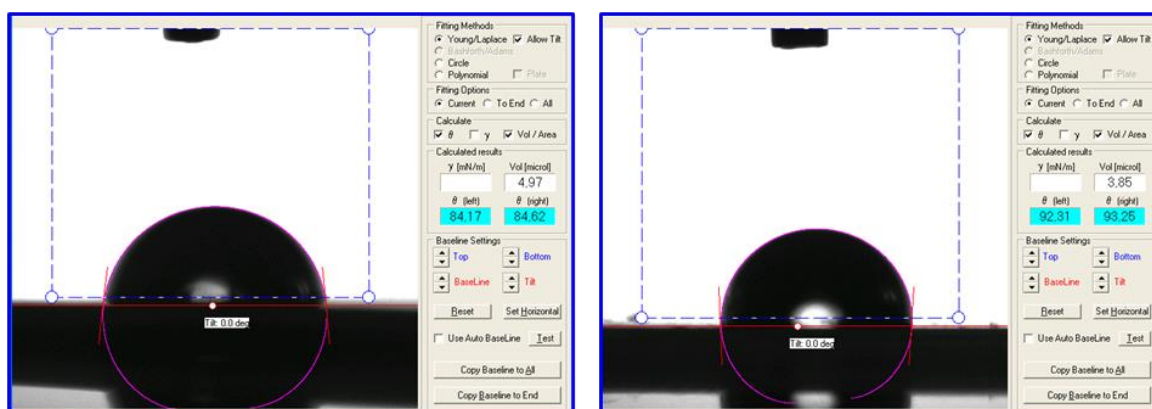 Fitting Methods
Young/Laplace Allow Tilt
Bashforth/Adams
Circle
Polynomial Plate
Fitting Options
Current To End All
Calculate
θ γ Vol / Area
Calculated results
γ [mN/m] Vol [microl]
4,97
θ (left) θ (right)
84,17 84,62
Baseline Settings
Top Bottom
BaseLine Tilt
Reset Set Horizontal
Use Auto BaseLine Test
Copy Baseline to All
Copy Baseline to End
Tilt: 0.0 deg
Fitting Methods
Young/Laplace Allow Tilt
Bashforth/Adams
Circle
Polynomial Plate
Fitting Options
Current To End All
Calculate
θ γ Vol / Area
Calculated results
γ [mN/m] Vol [microl]
3,85
θ (left) θ (right)
92,31 93,25
Baseline Settings
Top Bottom
BaseLine Tilt
Reset Set Horizontal
Use Auto BaseLine Test
Copy Baseline to All
Copy Baseline to End
Tilt: 0.0 deg